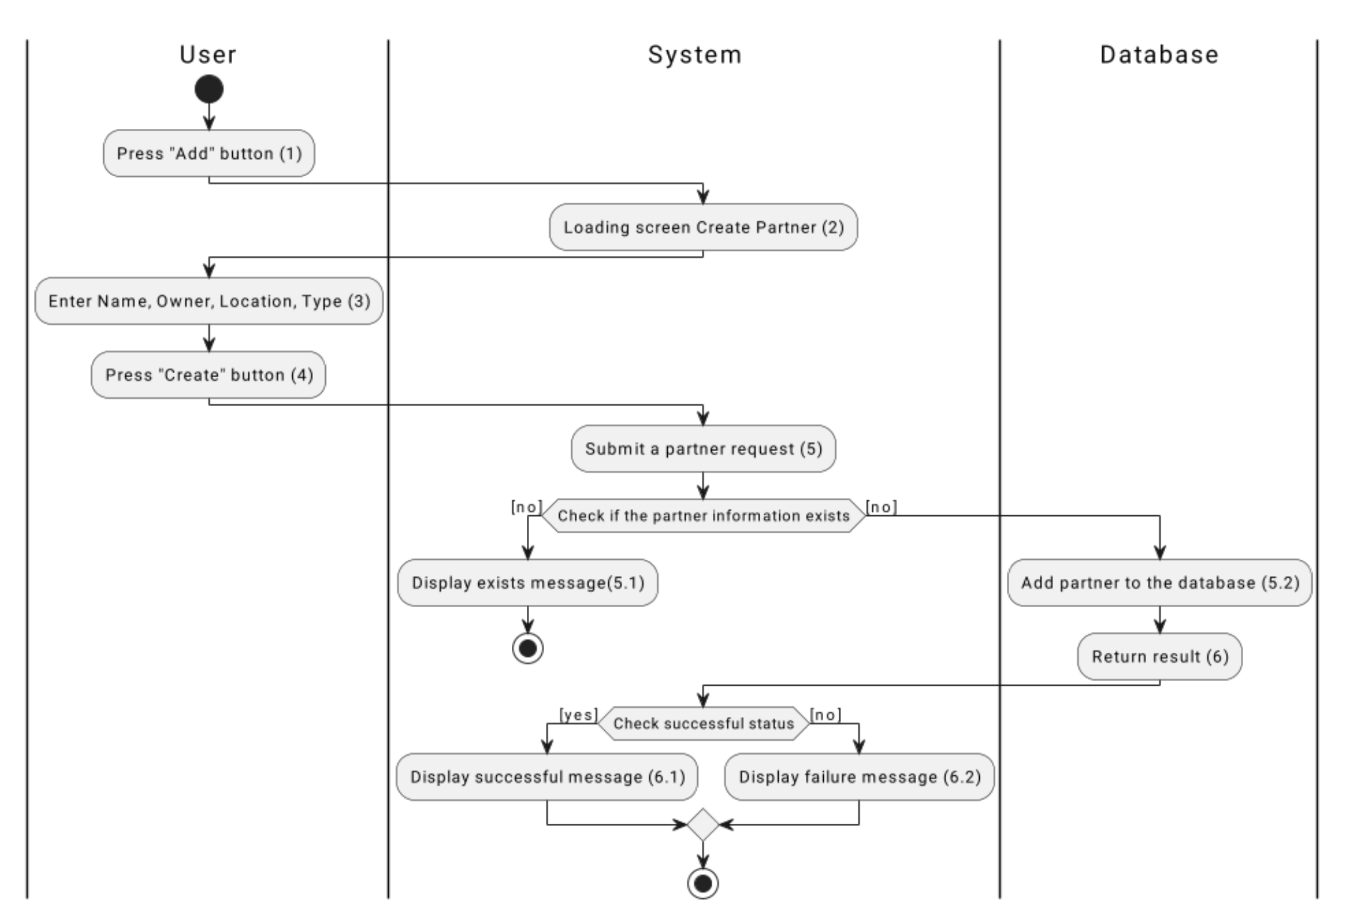 User
System
Database
Press "Add" button (1)
Loading screen Create Partner (2)
Enter Name, Owner, Location, Type (3)
Press "Create" button (4)
Submit a partner request (5)
[no]
Check if the partner information exists
[no]
Display exists message(5.1)
Add partner to the database (5.2)
Return result (6)
[yes]
Check successful status
[no]
Display successful message (6.1)
Display failure message (6.2)